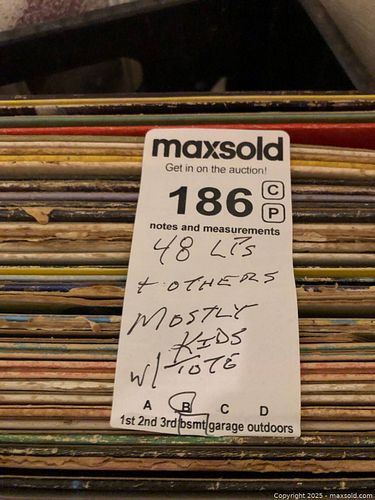 maxsold
Get in on the auction!
186 C
P
notes and measurements
48 LPs
+ OTHERS
MOSTLY
KIDS
W/ TOTE
A B C D
1st 2nd 3rd bsmt garage outdoors
Copyright 2025 - maxsold.com